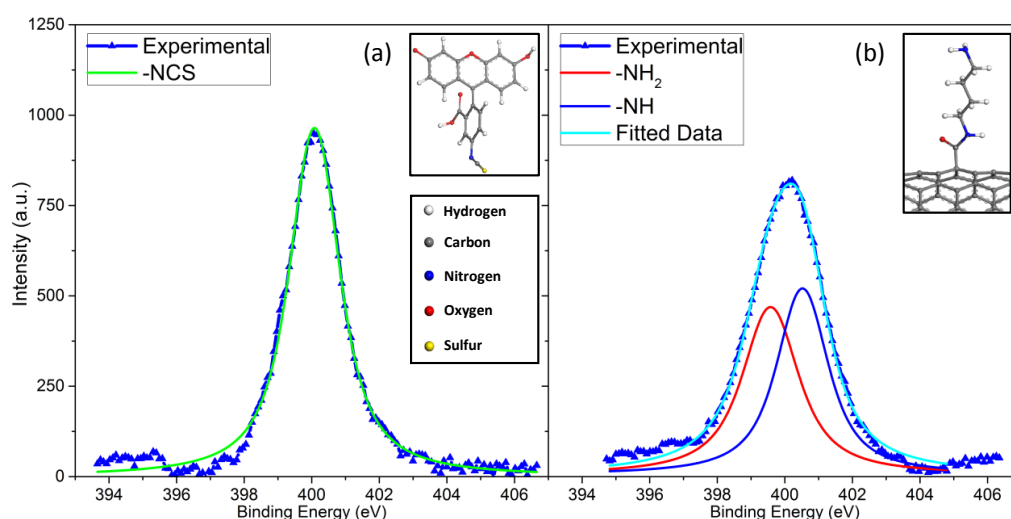 1250
1000
750
500
250
0
Intensity (a.u.)
Experimental
-NCS
(a)
Hydrogen
Carbon
Nitrogen
Oxygen
Sulfur
394 396 398 400 402 404 406
Binding Energy (eV)
Experimental
-NH2
-NH
Fitted Data
(b)
394 396 398 400 402 404 406
Binding Energy (eV)